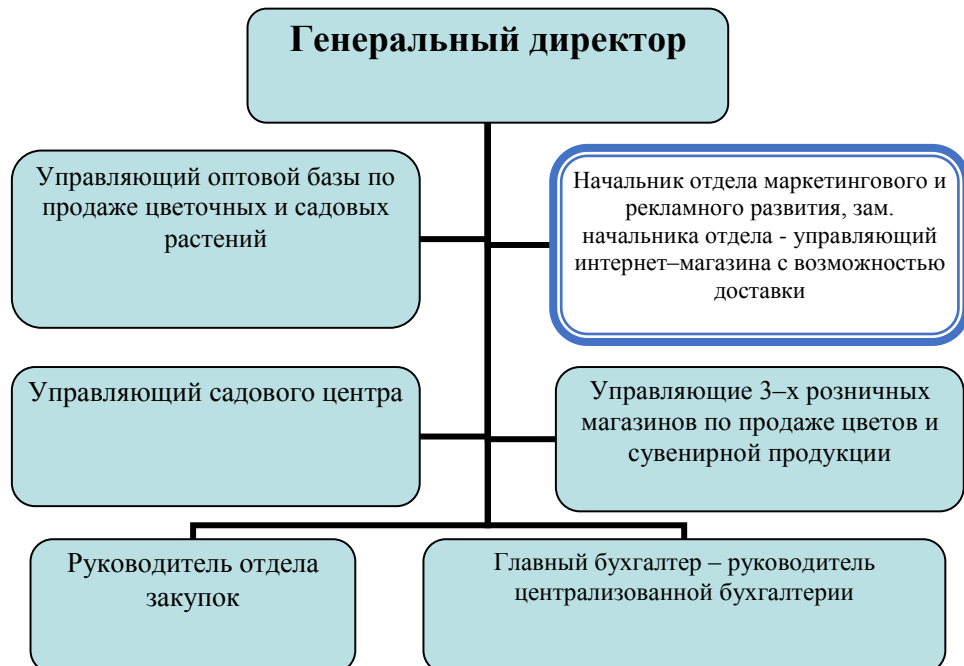 Генеральный директор
Управляющий оптовой базы по
продаже цветочных и садовых
растений
Начальник отдела маркетингового и
рекламного развития, зам.
начальника отдела - управляющий
интернет–магазина с возможностью
доставки
Управляющий садового центра
Управляющие 3–х розничных
магазинов по продаже цветов и
сувенирной продукции
Руководитель отдела
закупок
Главный бухгалтер – руководитель
централизованной бухгалтерии